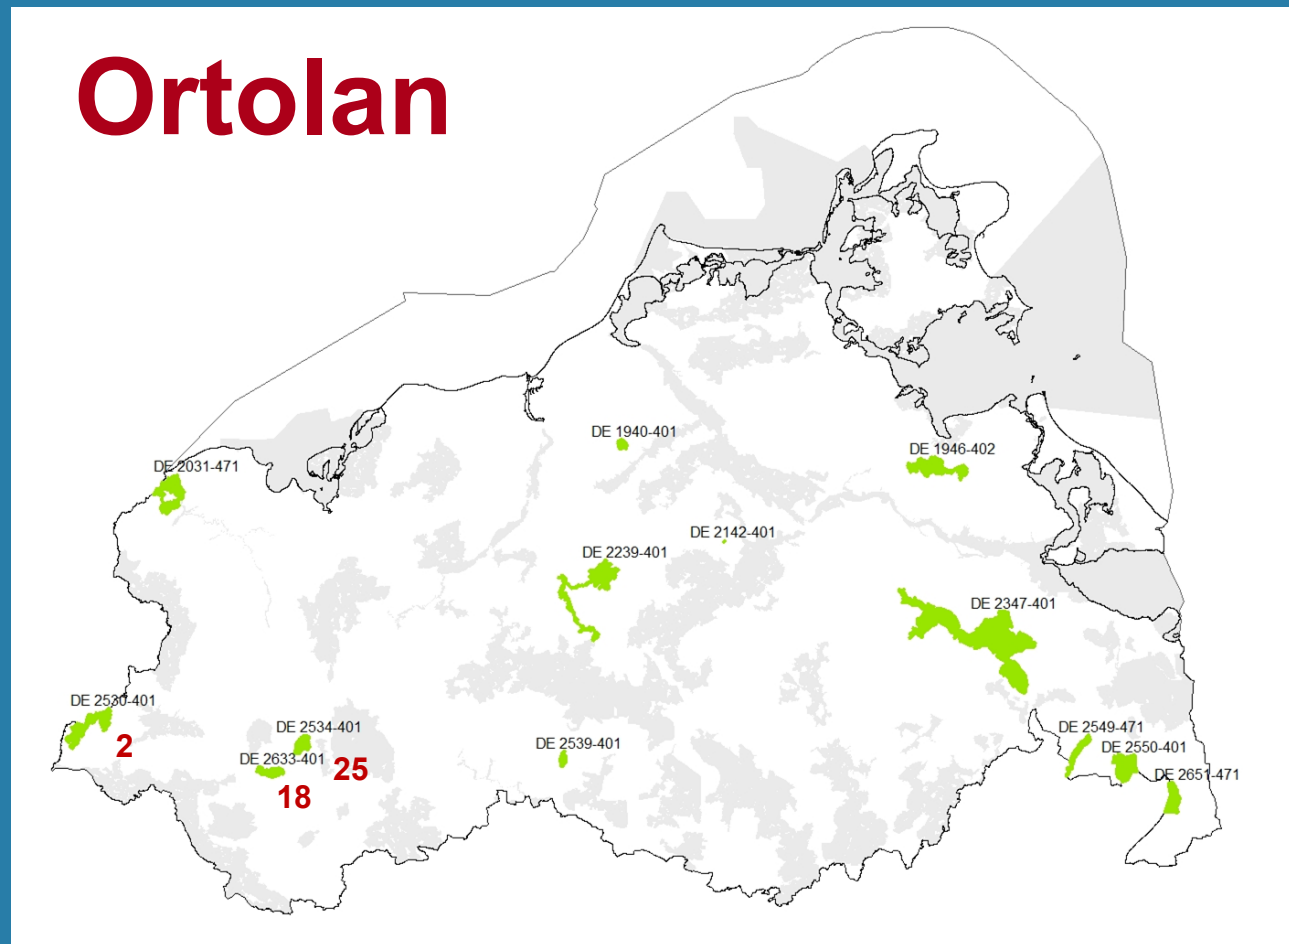 Ortolan
DE 1940-401
DE 1946-402
DE 2031-471
DE 2142-401
DE 2239-401
DE 2347-401
DE 2530-401
2
DE 2534-401
DE 2633-401
25
18
DE 2539-401
DE 2549-471
DE 2550-401
DE 2651-471